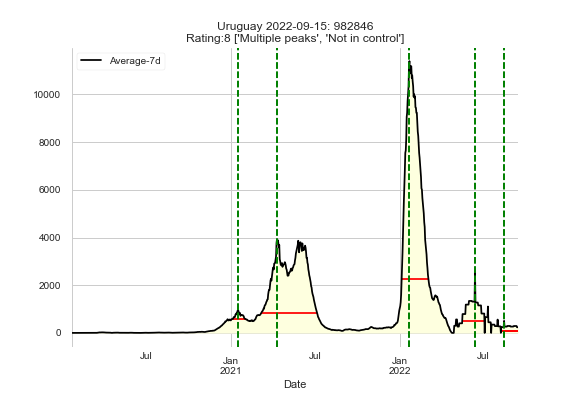 Uruguay 2022-09-15: 982846
Rating:8 ['Multiple peaks', 'Not in control']
Average-7d
10000
8000
6000
4000
2000
0
Jul
Jan
2021
Jul
Jan
2022
Jul
Date